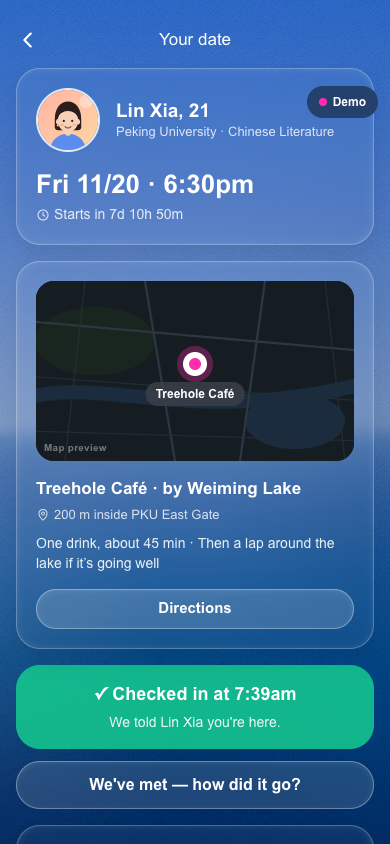 Your date
Demo
Lin Xia, 21
Peking University · Chinese Literature
Fri 11/20 · 6:30pm
Starts in 7d 10h 50m
Treehole Café
Map preview
Treehole Café · by Weiming Lake
200 m inside PKU East Gate
One drink, about 45 min · Then a lap around the
lake if it's going well
Directions
✓ Checked in at 7:39am
We told Lin Xia you're here.
We've met — how did it go?